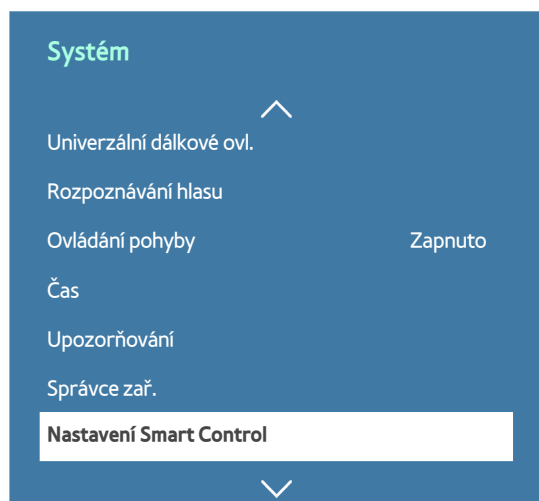 Systém
Univerzální dálkové ovl.
Rozpoznávání hlasu
Ovládání pohyby Zapnuto
Čas
Upozorňování
Správce zař.
Nastavení Smart Control